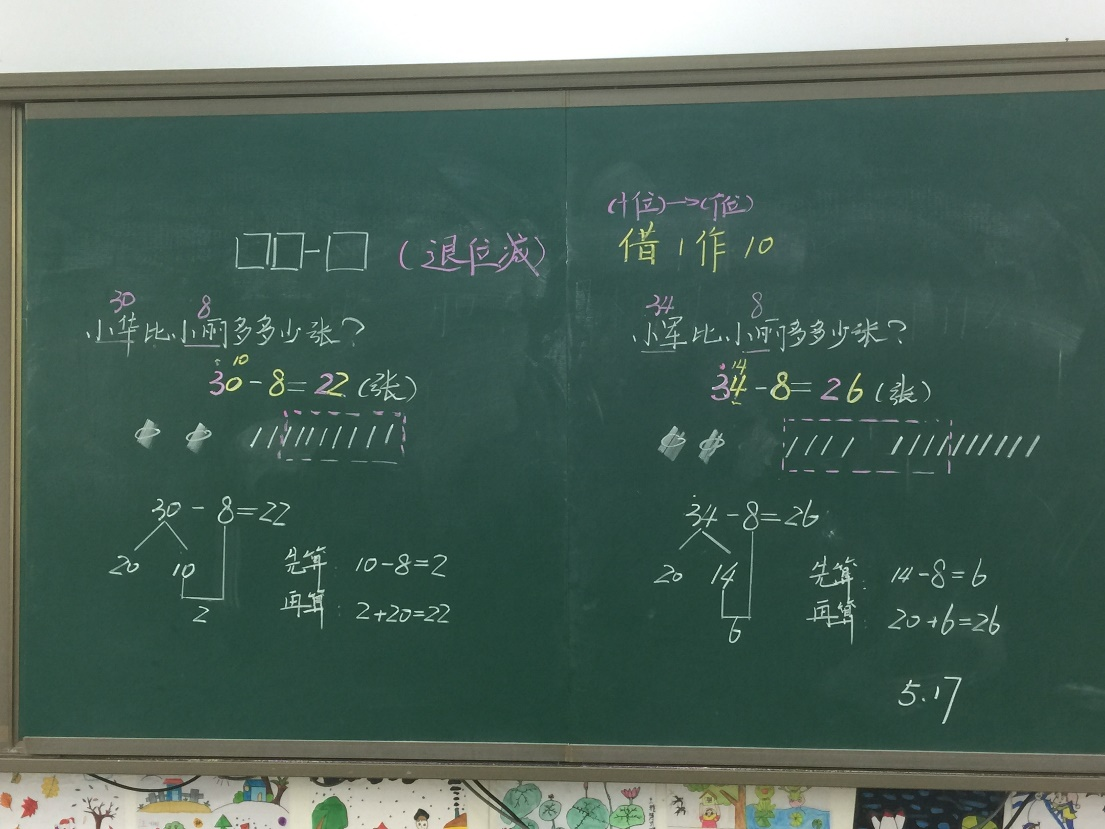 □□-□ (退位减)
30 8
小华比小丽多多少张?
10
30-8=22(张)
30-8=22
20 10
2
先算: 10-8=2
再算: 2+20=22
(十位)→(个位)
借1作10
34 8
小军比小丽多多少张?
14
34-8=26(张)
34-8=26
20 14
6
先算: 14-8=6
再算: 20+6=26
5.17